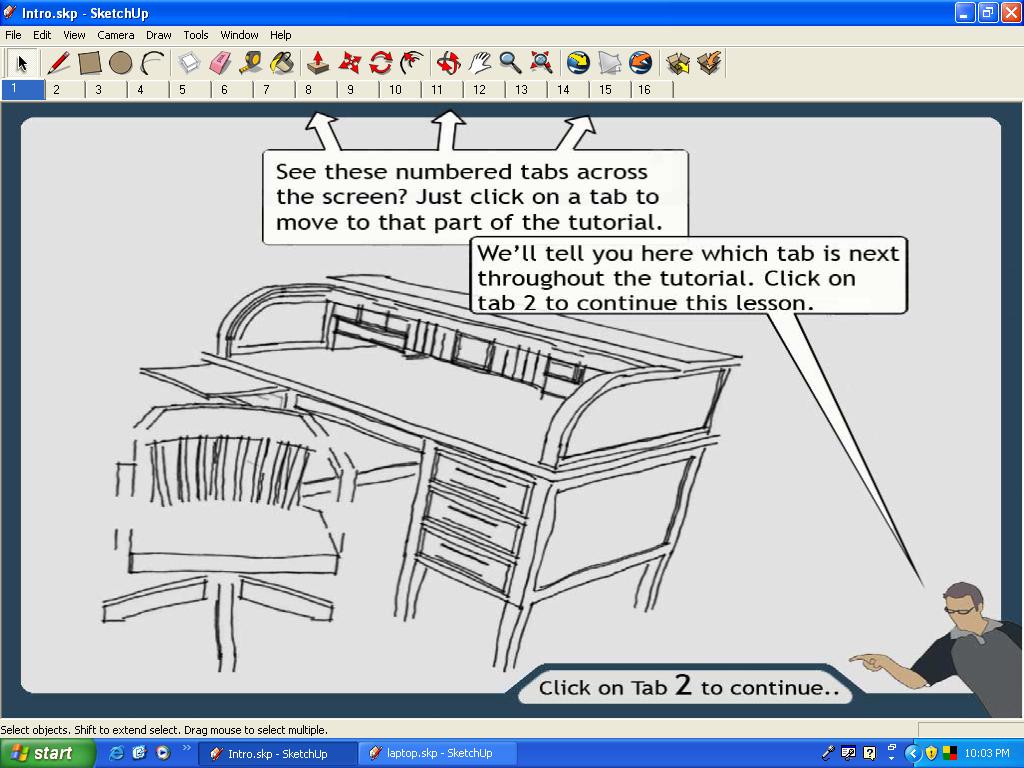 Intro.skp - SketchUp
File Edit View Camera Draw Tools Window Help
1 2 3 4 5 6 7 8 9 10 11 12 13 14 15 16
See these numbered tabs across
the screen? Just click on a tab to
move to that part of the tutorial.
We'll tell you here which tab is next
throughout the tutorial. Click on
tab 2 to continue this lesson.
Click on Tab 2 to continue..
Select objects. Shift to extend select. Drag mouse to select multiple.
start Intro.skp - SketchUp laptop.skp - SketchUp 10:03 PM